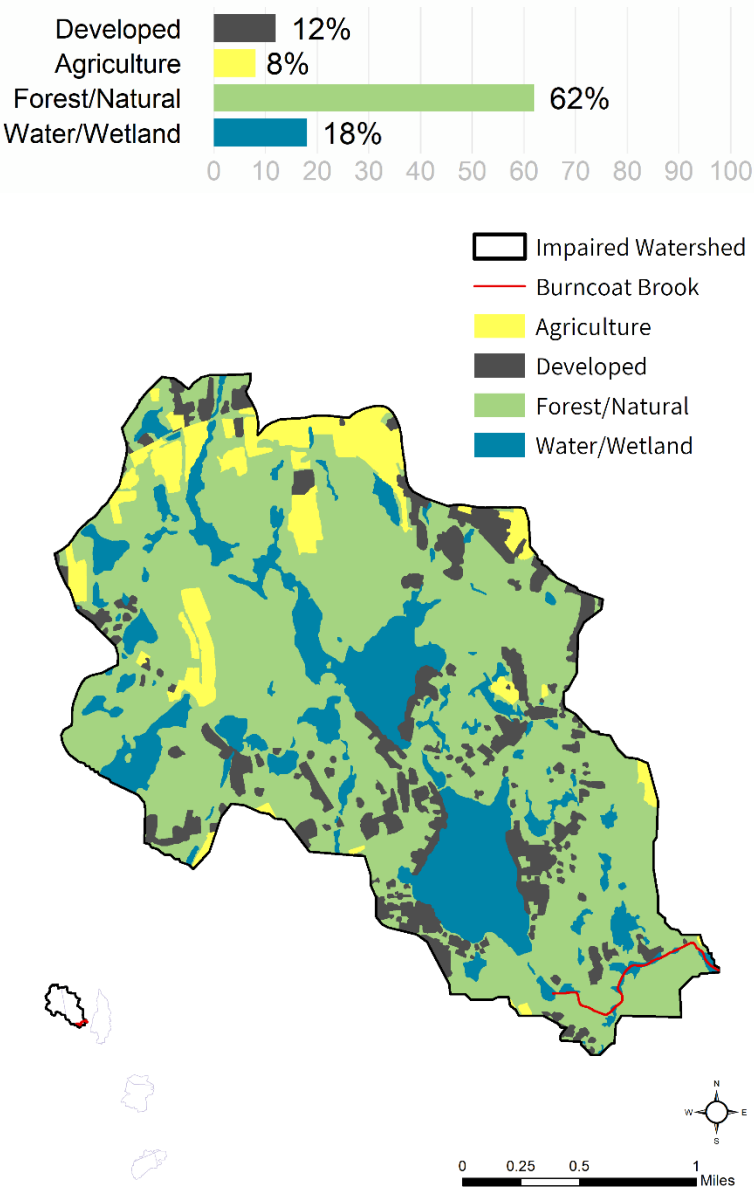 Developed 12%
Agriculture 8%
Forest/Natural 62%
Water/Wetland 18%
0 10 20 30 40 50 60 70 80 90 100
Impaired Watershed
Burncoat Brook
Agriculture
Developed
Forest/Natural
Water/Wetland
N
W E
S
0 0.25 0.5 1
Miles